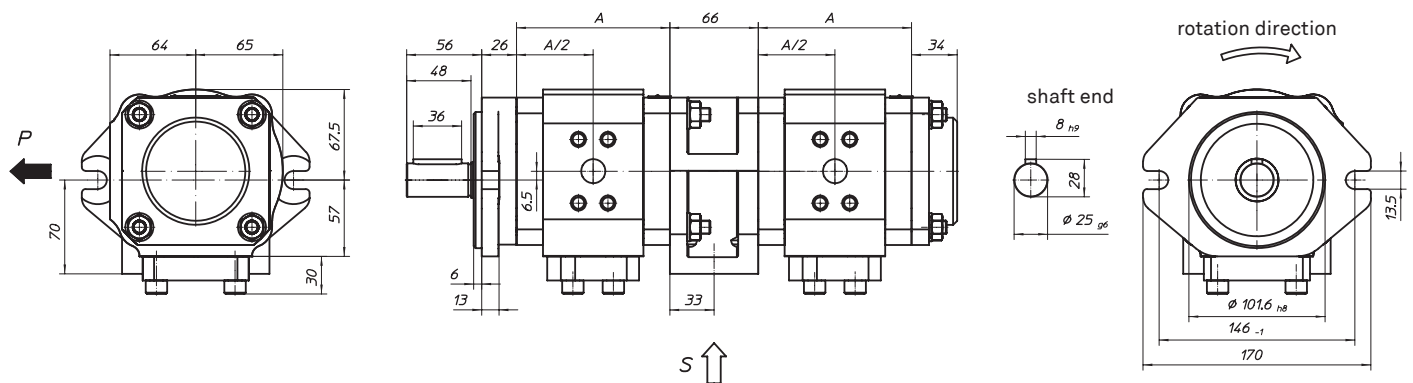 64
65
P
67.5
57
70
30
A
66
A
56
26
A/2
A/2
34
48
36
6.5
6
13
33
S
rotation direction
shaft end
8 h9
28
Ø 25 g6
13.5
Ø 101.6 h8
146 -1
170